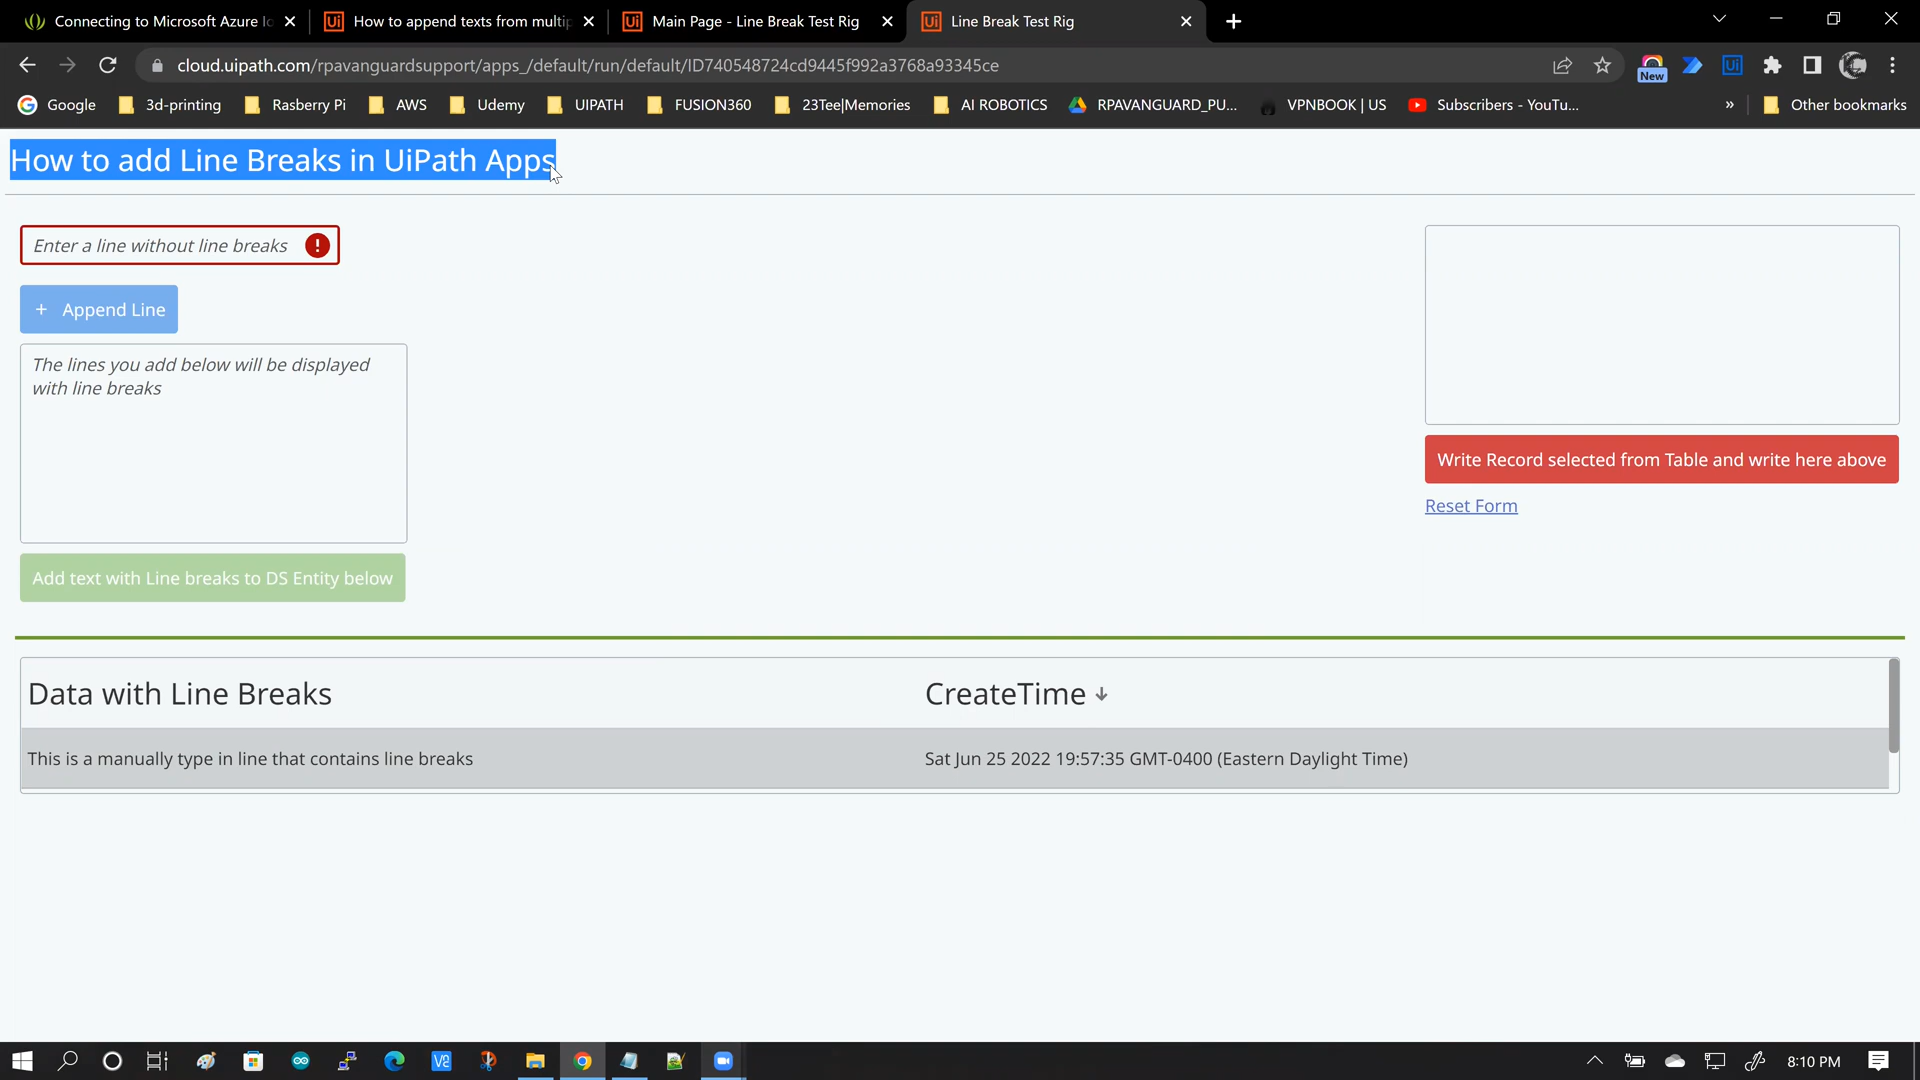 Connecting to Microsoft Azure Io
How to append texts from multip
Main Page - Line Break Test Rig
Line Break Test Rig
cloud.uipath.com/rpavanguardsupport/apps_/default/run/default/ID740548724cd9445f992a3768a93345ce
New
Google
3d-printing
Rasberry Pi
AWS
Udemy
UIPATH
FUSION360
23Tee|Memories
AI ROBOTICS
RPAVANGUARD_PU...
VPNBOOK | US
Subscribers - YouTu...
»
Other bookmarks
How to add Line Breaks in UiPath Apps
Enter a line without line breaks
+ Append Line
The lines you add below will be displayed
with line breaks
Add text with Line breaks to DS Entity below
Write Record selected from Table and write here above
Reset Form
Data with Line Breaks
CreateTime
This is a manually type in line that contains line breaks
Sat Jun 25 2022 19:57:35 GMT-0400 (Eastern Daylight Time)
8:10 PM